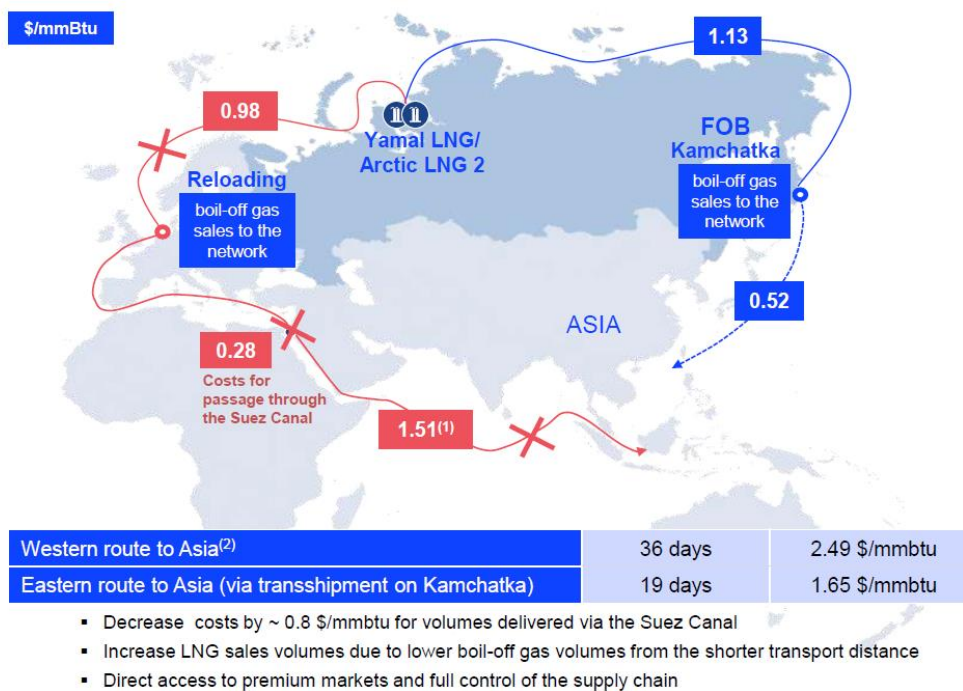 $/mmBtu
1.13
0.98
Yamal LNG/
Arctic LNG 2
FOB
Kamchatka
Reloading
boil-off gas
sales to the
network
boil-off gas
sales to the
network
0.52
ASIA
0.28
Costs for
passage through
the Suez Canal
1.51(1)
Western route to Asia(2) 36 days 2.49 $/mmbtu
Eastern route to Asia (via transshipment on Kamchatka) 19 days 1.65 $/mmbtu
▪ Decrease costs by ~ 0.8 $/mmbtu for volumes delivered via the Suez Canal
▪ Increase LNG sales volumes due to lower boil-off gas volumes from the shorter transport distance
▪ Direct access to premium markets and full control of the supply chain